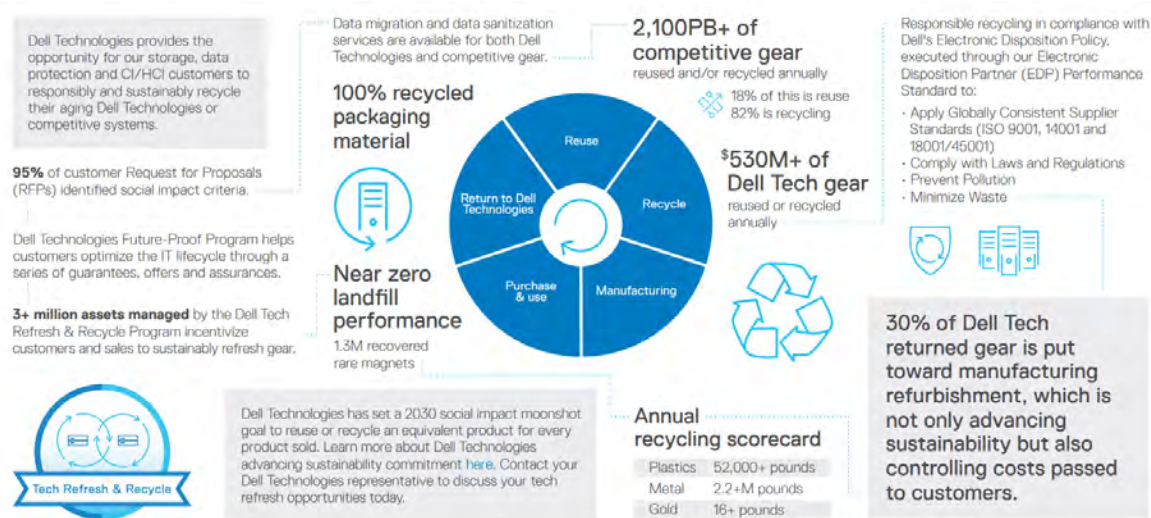 Dell Technologies provides the
opportunity for our storage, data
protection and CI/HCI customers to
responsibly and sustainably recycle
their aging Dell Technologies or
competitive systems.
95% of customer Request for Proposals
(RFPs) identified social impact criteria.
Dell Technologies Future-Proof Program helps
customers optimize the IT lifecycle through a
series of guarantees, offers and assurances.
3+ million assets managed by the Dell Tech
Refresh & Recycle Program incentivize
customers and sales to sustainably refresh gear.
Tech Refresh & Recycle
Data migration and data sanitization
services are available for both Dell
Technologies and competitive gear.
100% recycled
packaging
material
Near zero
landfill
performance
1.3M recovered
rare magnets
Reuse
Recycle
Manufacturing
Purchase
& use
Return to Dell
Technologies
2,100PB+ of
competitive gear
reused and/or recycled annually
18% of this is reuse
82% is recycling
$530M+ of
Dell Tech gear
reused or recycled
annually
Dell Technologies has set a 2030 social impact moonshot
goal to reuse or recycle an equivalent product for every
product sold. Learn more about Dell Technologies
advancing sustainability commitment here. Contact your
Dell Technologies representative to discuss your tech
refresh opportunities today.
Annual
recycling scorecard
Plastics 52,000+ pounds
Metal 2.2+M pounds
Gold 16+ pounds
Responsible recycling in compliance with
Dell's Electronic Disposition Policy,
executed through our Electronic
Disposition Partner (EDP) Performance
Standard to:
• Apply Globally Consistent Supplier
Standards (ISO 9001, 14001 and
18001/45001)
• Comply with Laws and Regulations
• Prevent Pollution
• Minimize Waste
30% of Dell Tech
returned gear is put
toward manufacturing
refurbishment, which is
not only advancing
sustainability but also
controlling costs passed
to customers.